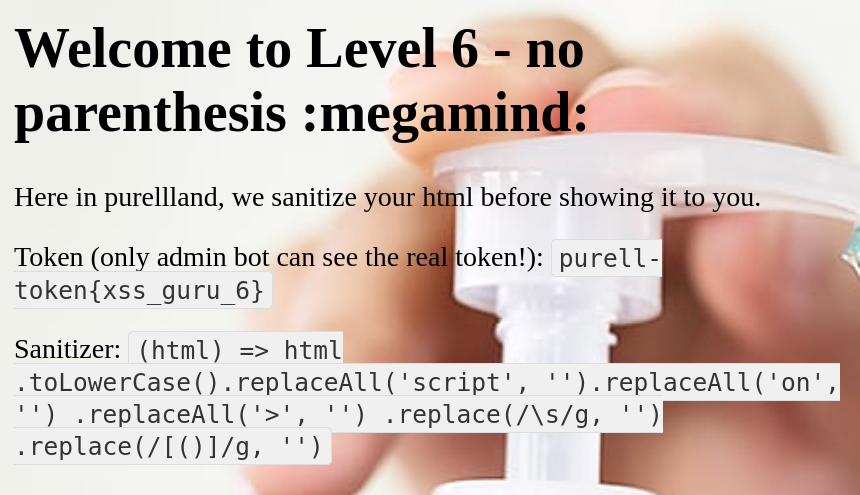 Welcome to Level 6 - no
parenthesis :megamind:
Here in purellland, we sanitize your html before showing it to you.
Token (only admin bot can see the real token!): purell-
token{xss_guru_6}
Sanitizer: (html) => html
.toLowerCase().replaceAll('script', '').replaceAll('on',
'') .replaceAll('>', '') .replace(/\s/g, '')
.replace(/[()]/g, '')